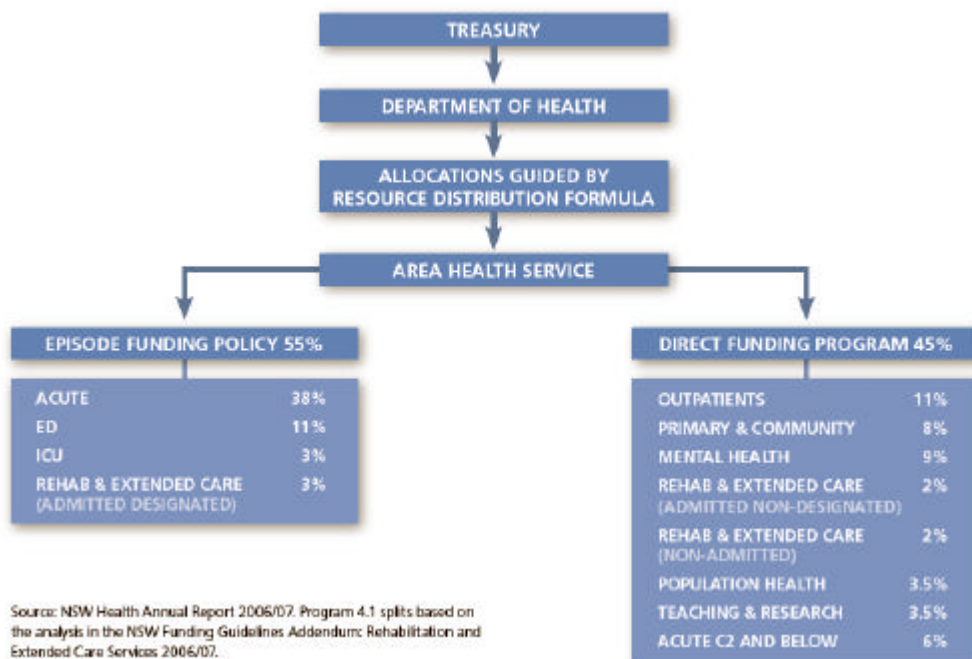 TREASURY
DEPARTMENT OF HEALTH
ALLOCATIONS GUIDED BY
RESOURCE DISTRIBUTION FORMULA
AREA HEALTH SERVICE
EPISODE FUNDING POLICY 55%
ACUTE 38%
ED 11%
ICU 3%
REHAB & EXTENDED CARE 3%
(ADMITTED DESIGNATED)
DIRECT FUNDING PROGRAM 45%
OUTPATIENTS 11%
PRIMARY & COMMUNITY 8%
MENTAL HEALTH 9%
REHAB & EXTENDED CARE 2%
(ADMITTED NON-DESIGNATED)
REHAB & EXTENDED CARE 2%
(NON-ADMITTED)
POPULATION HEALTH 3.5%
TEACHING & RESEARCH 3.5%
ACUTE C2 AND BELOW 6%
Source: NSW Health Annual Report 2006/07. Program 4.1 splits based on
the analysis in the NSW Funding Guidelines Addendum: Rehabilitation and
Extended Care Services 2006/07.